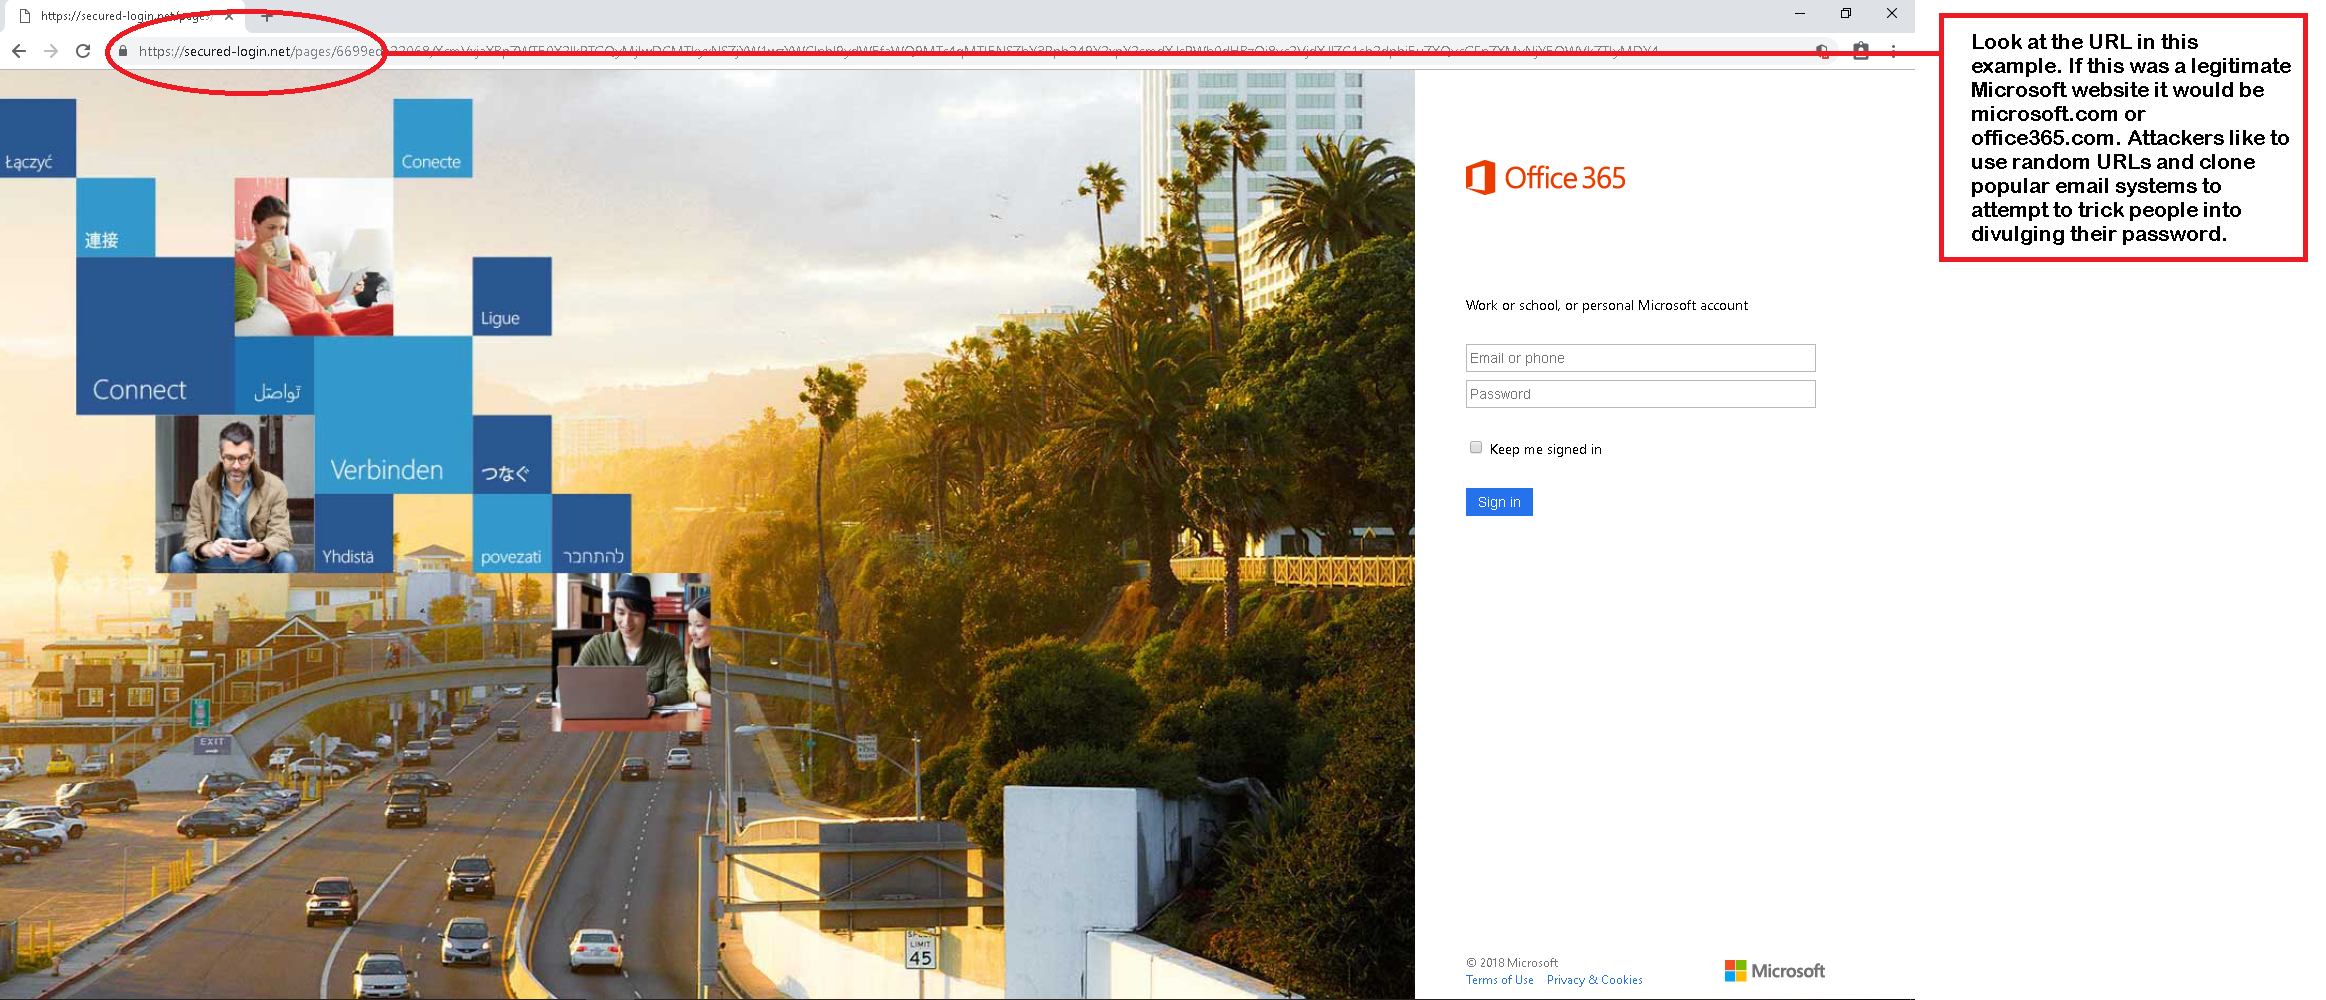 https://secured-login.net/pages/
https://secured-login.net/pages/6699e
Look at the URL in this
example. If this was a legitimate
Microsoft website it would be
microsoft.com or
office365.com. Attackers like to
use random URLs and clone
popular email systems to
attempt to trick people into
divulging their password.
Łączyć
Conecte
連接
Ligue
Connect
تواصَل
Verbinden
つなぐ
Yhdistä
povezati
להתחבר
EXIT
SPEED
LIMIT
45
Office 365
Work or school, or personal Microsoft account
Email or phone
Password
Keep me signed in
Sign in
© 2018 Microsoft
Terms of Use Privacy & Cookies
Microsoft